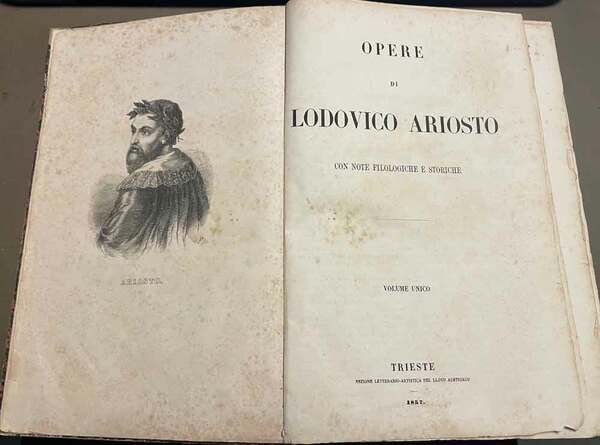 ARIOSTO.
OPERE
DI
LODOVICO ARIOSTO
CON NOTE FILOLOGICHE E STORICHE
VOLUME UNICO
TRIESTE
SEZIONE LETTERARIO-ARTISTICA DEL LLOYD AUSTRIACO
1857.